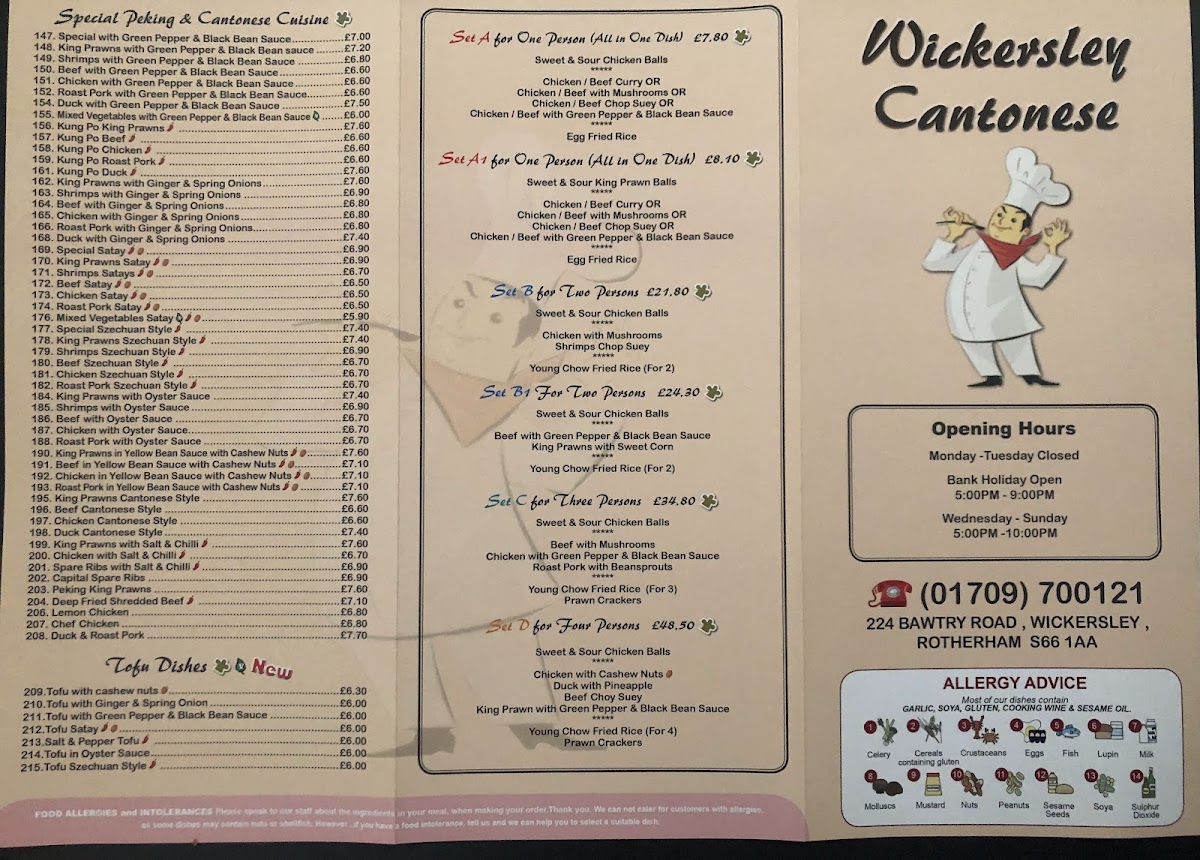 Special Peking & Cantonese Cuisine
147. Special with Green Pepper & Black Bean Sauce..........£7.00
148. King Prawns with Green Pepper & Black Bean sauce ..........£7.20
149. Shrimps with Green Pepper & Black Bean Sauce ..........£6.80
150. Beef with Green Pepper & Black Bean Sauce..........£6.60
151. Chicken with Green Pepper & Black Bean Sauce..........£6.60
152. Roast Pork with Green Pepper & Black Bean Sauce..........£6.60
154. Duck with Green Pepper & Black Bean Sauce ..........£7.50
155. Mixed Vegetables with Green Pepper & Black Bean Sauce ..........£6.00
156. Kung Po King Prawns ..........£7.60
157. Kung Po Beef ..........£6.60
158. Kung Po Chicken ..........£6.60
159. Kung Po Roast Pork ..........£6.60
161. Kung Po Duck ..........£7.60
162. King Prawns with Ginger & Spring Onions..........£7.60
163. Shrimps with Ginger & Spring Onions ..........£6.90
164. Beef with Ginger & Spring Onions ..........£6.80
165. Chicken with Ginger & Spring Onions..........£6.80
166. Roast Pork with Ginger & Spring Onions..........£6.80
168. Duck with Ginger & Spring Onions ..........£7.40
169. Special Satay ..........£6.90
170. King Prawns Satay ..........£6.90
171. Shrimps Satays ..........£6.70
172. Beef Satay ..........£6.50
173. Chicken Satay ..........£6.50
174. Roast Pork Satay ..........£6.50
176. Mixed Vegetables Satay ..........£5.90
177. Special Szechuan Style ..........£7.40
178. King Prawns Szechuan Style ..........£7.40
179. Shrimps Szechuan Style ..........£6.90
180. Beef Szechuan Style ..........£6.70
181. Chicken Szechuan Style ..........£6.70
182. Roast Pork Szechuan Style ..........£6.70
184. King Prawns with Oyster Sauce ..........£7.40
185. Shrimps with Oyster Sauce ..........£6.90
186. Beef with Oyster Sauce ..........£6.70
187. Chicken with Oyster Sauce..........£6.70
188. Roast Pork with Oyster Sauce ..........£6.70
190. King Prawns in Yellow Bean Sauce with Cashew Nuts ..........£7.60
191. Beef in Yellow Bean Sauce with Cashew Nuts ..........£7.10
192. Chicken in Yellow Bean Sauce with Cashew Nuts ..........£7.10
193. Roast Pork in Yellow Bean Sauce with Cashew Nuts ..........£7.10
195. King Prawns Cantonese Style ..........£7.60
196. Beef Cantonese Style ..........£6.60
197. Chicken Cantonese Style ..........£6.60
198. Duck Cantonese Style ..........£7.40
199. King Prawns with Salt & Chilli ..........£7.60
200. Chicken with Salt & Chilli ..........£6.70
201. Spare Ribs with Salt & Chilli ..........£6.90
202. Capital Spare Ribs ..........£6.90
203. Peking King Prawns ..........£7.60
204. Deep Fried Shredded Beef ..........£7.10
206. Lemon Chicken ..........£6.80
207. Chef Chicken ..........£6.80
208. Duck & Roast Pork ..........£7.70
Tofu Dishes New
209.Tofu with cashew nuts ..........£6.30
210.Tofu with Ginger & Spring Onion ..........£6.00
211.Tofu with Green Pepper & Black Bean Sauce ..........£6.00
212.Tofu Satay ..........£6.00
213.Salt & Pepper Tofu ..........£6.00
214.Tofu in Oyster Sauce..........£6.00
215.Tofu Szechuan Style ..........£6.00
FOOD ALLERGIES and INTOLERANCES Please speak to our staff about the ingredients in your meal, when making your order.Thank you. We can not cater for customers with allergies,
as some dishes may contain nuts or shellfish. However ..if you have a food intolerance, tell us and we can help you to select a suitable dish.
Set A for One Person (All in One Dish) £7.80
Sweet & Sour Chicken Balls
*****
Chicken / Beef Curry OR
Chicken / Beef with Mushrooms OR
Chicken / Beef Chop Suey OR
Chicken / Beef with Green Pepper & Black Bean Sauce
*****
Egg Fried Rice
Set A1 for One Person (All in One Dish) £8.10
Sweet & Sour King Prawn Balls
*****
Chicken / Beef Curry OR
Chicken / Beef with Mushrooms OR
Chicken / Beef Chop Suey OR
Chicken / Beef with Green Pepper & Black Bean Sauce
*****
Egg Fried Rice
Set B for Two Persons £21.80
Sweet & Sour Chicken Balls
*****
Chicken with Mushrooms
Shrimps Chop Suey
*****
Young Chow Fried Rice (For 2)
Set B1 For Two Persons £24.30
Sweet & Sour Chicken Balls
*****
Beef with Green Pepper & Black Bean Sauce
King Prawns with Sweet Corn
*****
Young Chow Fried Rice (For 2)
Set C for Three Persons £34.80
Sweet & Sour Chicken Balls
*****
Beef with Mushrooms
Chicken with Green Pepper & Black Bean Sauce
Roast Pork with Beansprouts
*****
Young Chow Fried Rice (For 3)
Prawn Crackers
Set D for Four Persons £48.50
Sweet & Sour Chicken Balls
*****
Chicken with Cashew Nuts
Duck with Pineapple
Beef Choy Suey
King Prawn with Green Pepper & Black Bean Sauce
*****
Young Chow Fried Rice (For 4)
Prawn Crackers
Wickersley
Cantonese
Opening Hours
Monday -Tuesday Closed
Bank Holiday Open
5:00PM - 9:00PM
Wednesday - Sunday
5:00PM -10:00PM
(01709) 700121
224 BAWTRY ROAD , WICKERSLEY ,
ROTHERHAM S66 1AA
ALLERGY ADVICE
Most of our dishes contain
GARLIC, SOYA, GLUTEN, COOKING WINE & SESAME OIL.
1 2 3 4 5 6 7
Celery Cereals containing gluten Crustaceans Eggs Fish Lupin Milk
8 9 10 11 12 13 14
Molluscs Mustard Nuts Peanuts Sesame Seeds Soya Sulphur Dioxide